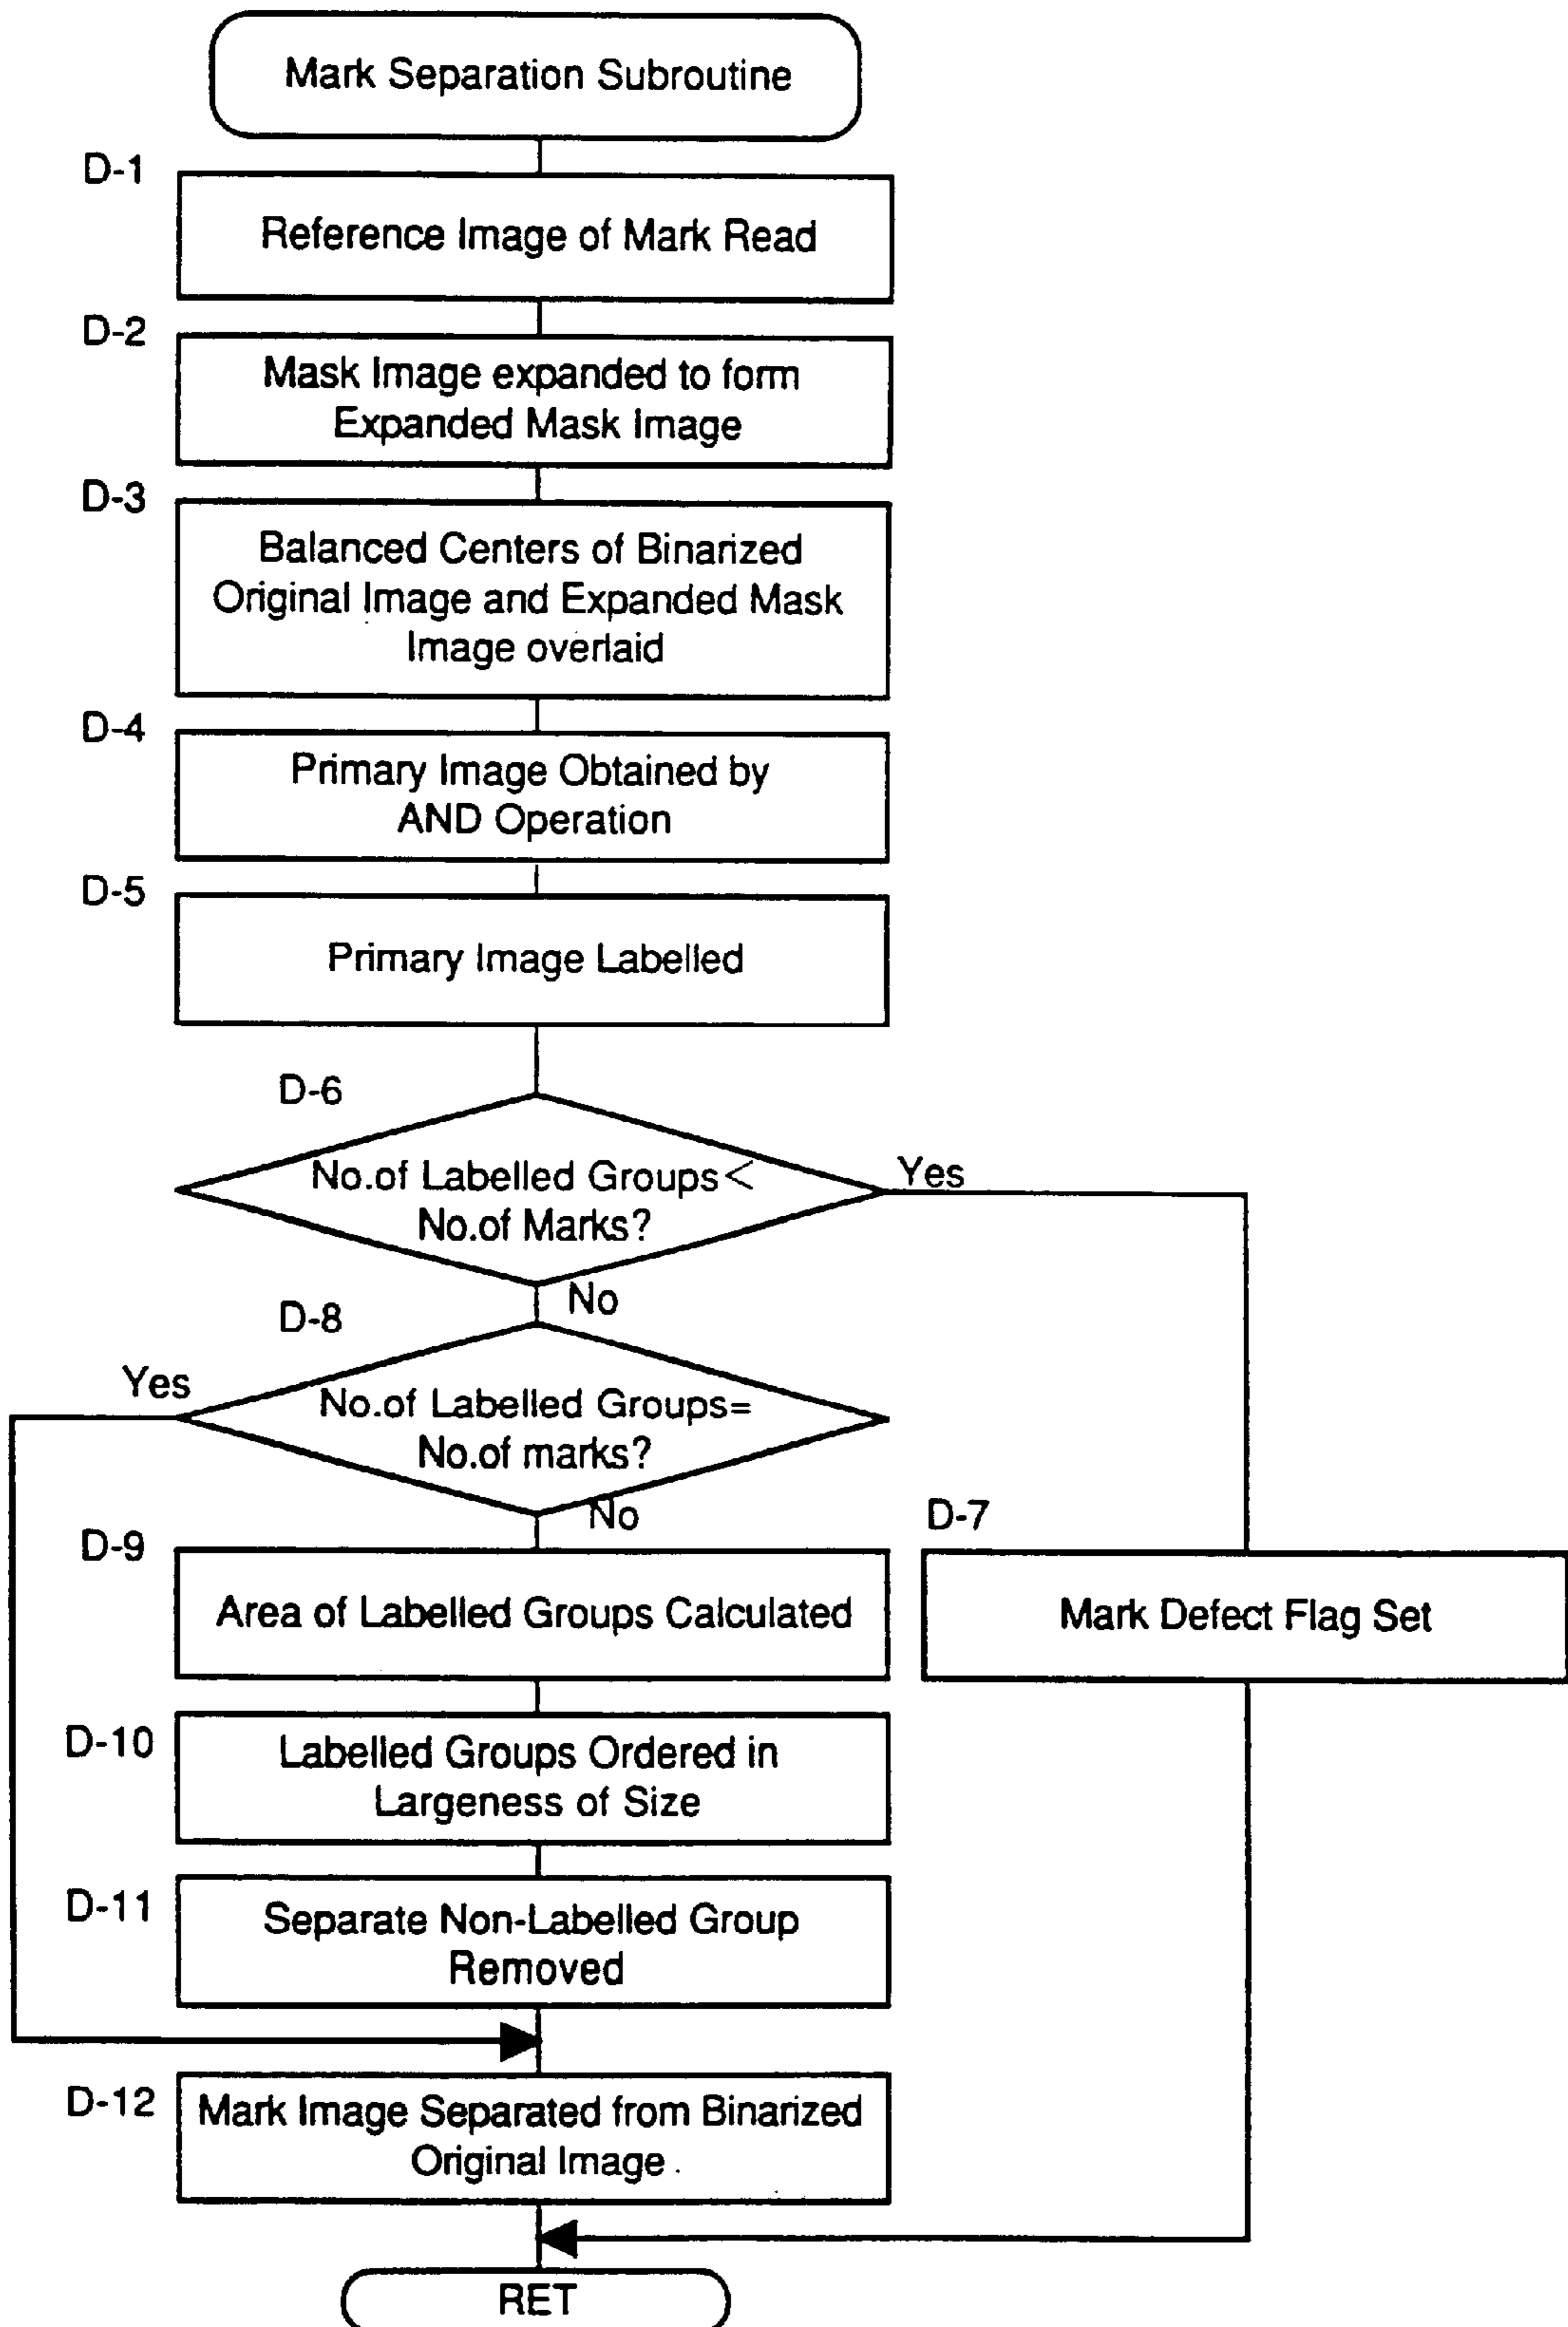 Mark Separation Subroutine
D-1
Reference Image of Mark Read
D-2
Mask Image expanded to form
Expanded Mask Image
D-3
Balanced Centers of Binarized
Original Image and Expanded Mask
Image overlaid
D-4
Primary Image Obtained by
AND Operation
D-5
Primary Image Labelled
D-6
No.of Labelled Groups<
No.of Marks?
Yes
No
D-8
Yes
No.of Labelled Groups=
No.of marks?
No
D-7
D-9
Area of Labelled Groups Calculated
Mark Defect Flag Set
D-10
Labelled Groups Ordered in
Largeness of Size
D-11
Separate Non-Labelled Group
Removed
D-12
Mark Image Separated from Binarized
Original Image
RET